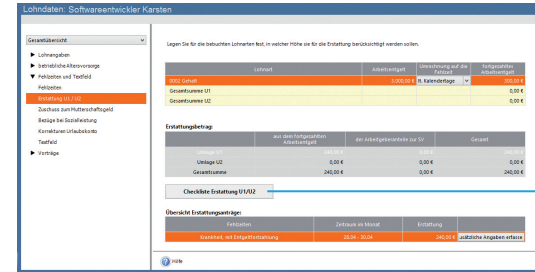 Lohndaten: Softwareentwickler Karsten
Gesamtübersicht
Lohnangaben
betriebliche Altersvorsorge
Fehlzeiten und Textfeld
Fehlzeiten
Erstattung U1 / U2
Zuschuss zum Mutterschaftsgeld
Bezüge bei Sozialleistung
Korrekturen Urlaubskonto
Textfeld
Vorträge
Legen Sie für die bebuchten Lohnarten fest, in welcher Höhe sie für die Erstattung berücksichtigt werden sollen.
Lohnart Arbeitsentgelt Umrechnung auf die Fehlzeit fortgezahltes Arbeitsentgelt
0002 Gehalt 3.000,00 € lt. Kalendertage 300,00 €
Gesamtsumme U1 0,00 €
Gesamtsumme U2 0,00 €
Erstattungsbetrag:
aus dem fortgezahlten Arbeitsentgelt der Arbeitgeberanteile zur SV Gesamt
Umlage U1 240,00 € 0,00 € 240,00 €
Umlage U2 0,00 € 0,00 € 0,00 €
Gesamtsumme 240,00 € 0,00 € 240,00 €
Checkliste Erstattung U1/U2
Übersicht Erstattungsanträge:
Fehlzeiten Zeitraum im Monat Erstattung
Krankheit, mit Entgeltfortzahlung 28.04 - 30.04 240,00 € usätzliche Angaben erfasse
Hilfe